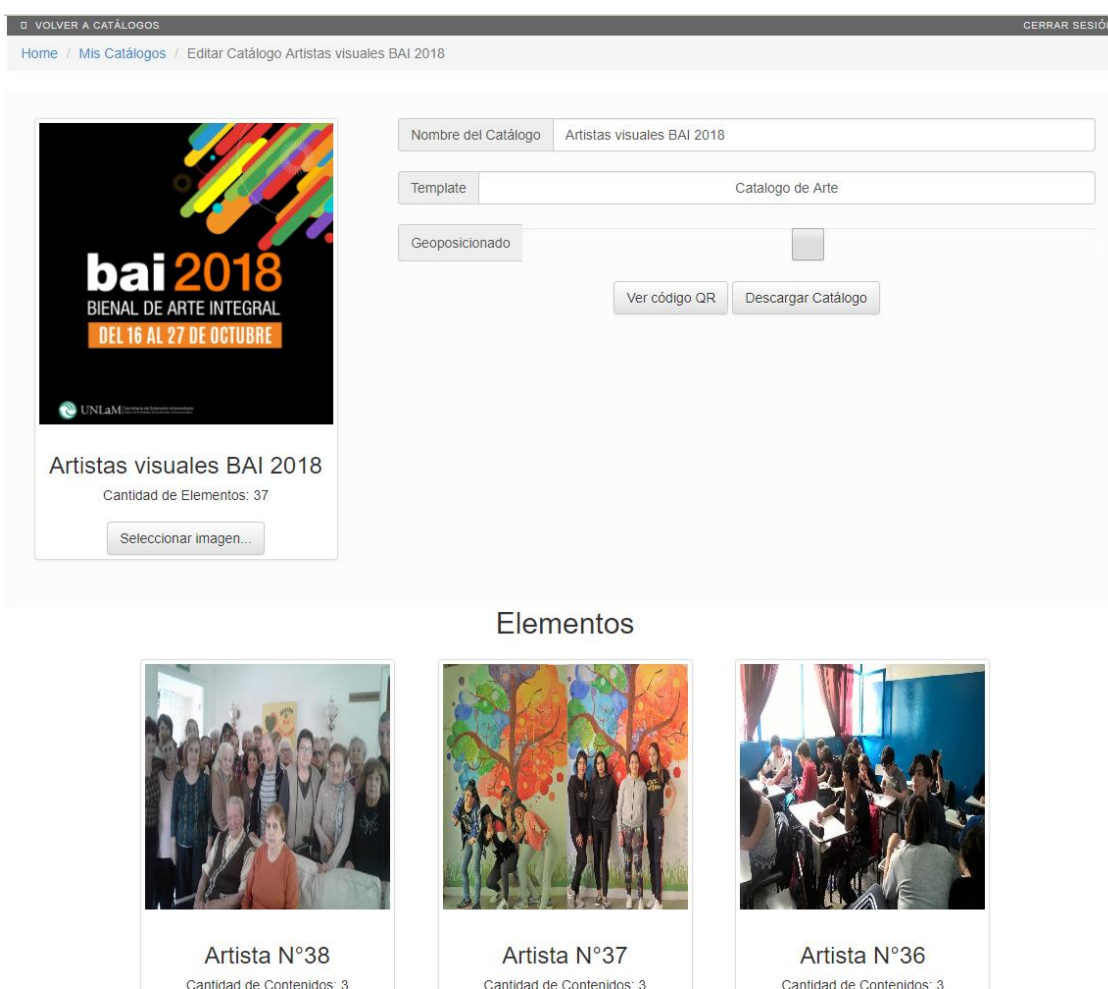 VOLVER A CATÁLOGOS
CERRAR SESIÓN
Home / Mis Catálogos / Editar Catálogo Artistas visuales BAI 2018
bai 2018
BIENAL DE ARTE INTEGRAL
DEL 16 AL 27 DE OCTUBRE
UNLaM
Artistas visuales BAI 2018
Cantidad de Elementos: 37
Seleccionar imagen...
Nombre del Catálogo Artistas visuales BAI 2018
Template Catalogo de Arte
Geoposicionado
Ver código QR Descargar Catálogo
Elementos
Artista N°38
Cantidad de Contenidos: 3
Artista N°37
Cantidad de Contenidos: 3
Artista N°36
Cantidad de Contenidos: 3